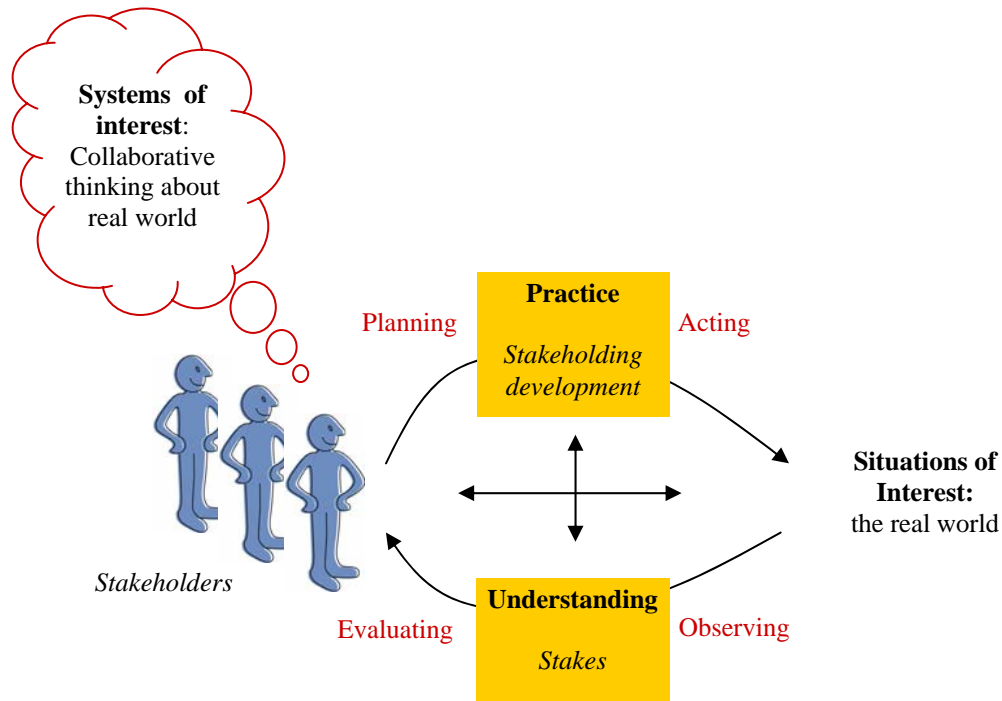 Systems of
interest:
Collaborative
thinking about
real world
Practice
Planning
Acting
Stakeholding
development
Situations of
Interest:
the real world
Stakeholders
Understanding
Evaluating
Observing
Stakes